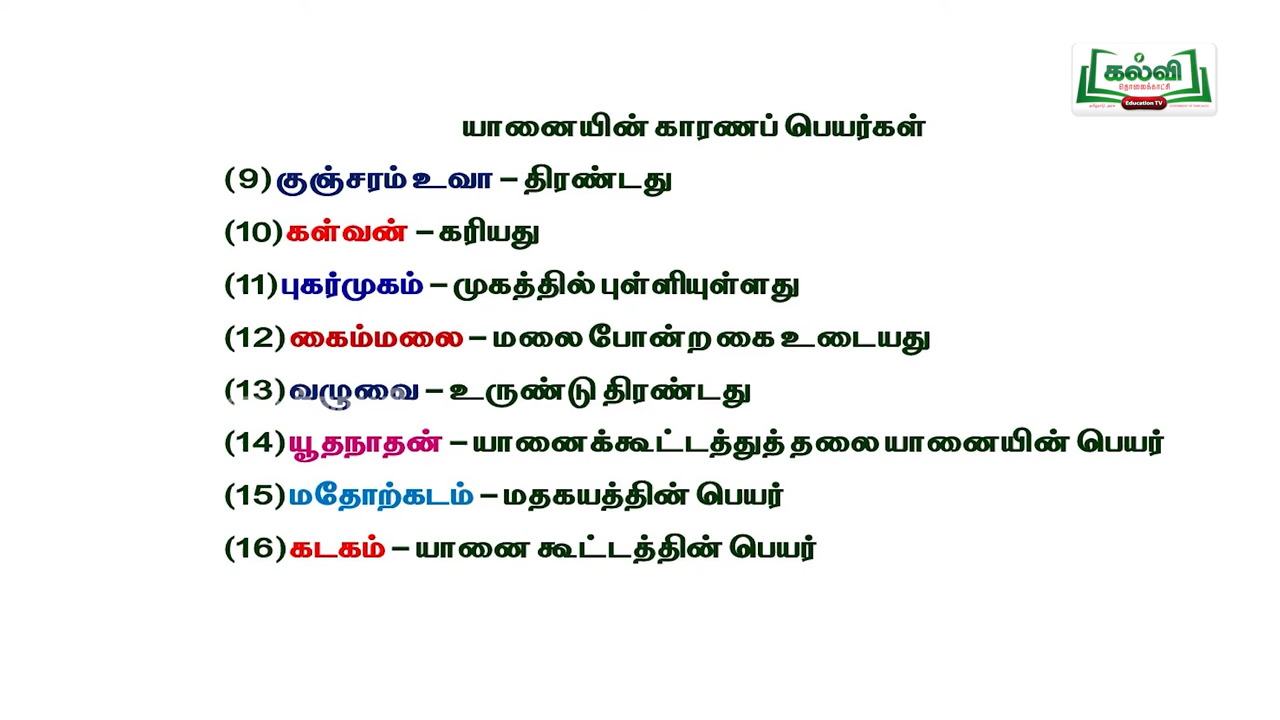 கல்வி
தொலைக்காட்சி
Education TV
யானையின் காரணப் பெயர்கள்
(9) குஞ்சரம் உவா – திரண்டது
(10) கள்வன் – கரியது
(11) புகர்முகம் – முகத்தில் புள்ளியுள்ளது
(12) கைம்மலை – மலை போன்ற கை உடையது
(13) வழுவை – உருண்டு திரண்டது
(14) யூதநாதன் – யானைக்கூட்டத்துத் தலை யானையின் பெயர்
(15) மதோற்கடம் – மதகயத்தின் பெயர்
(16) கடகம் – யானை கூட்டத்தின் பெயர்